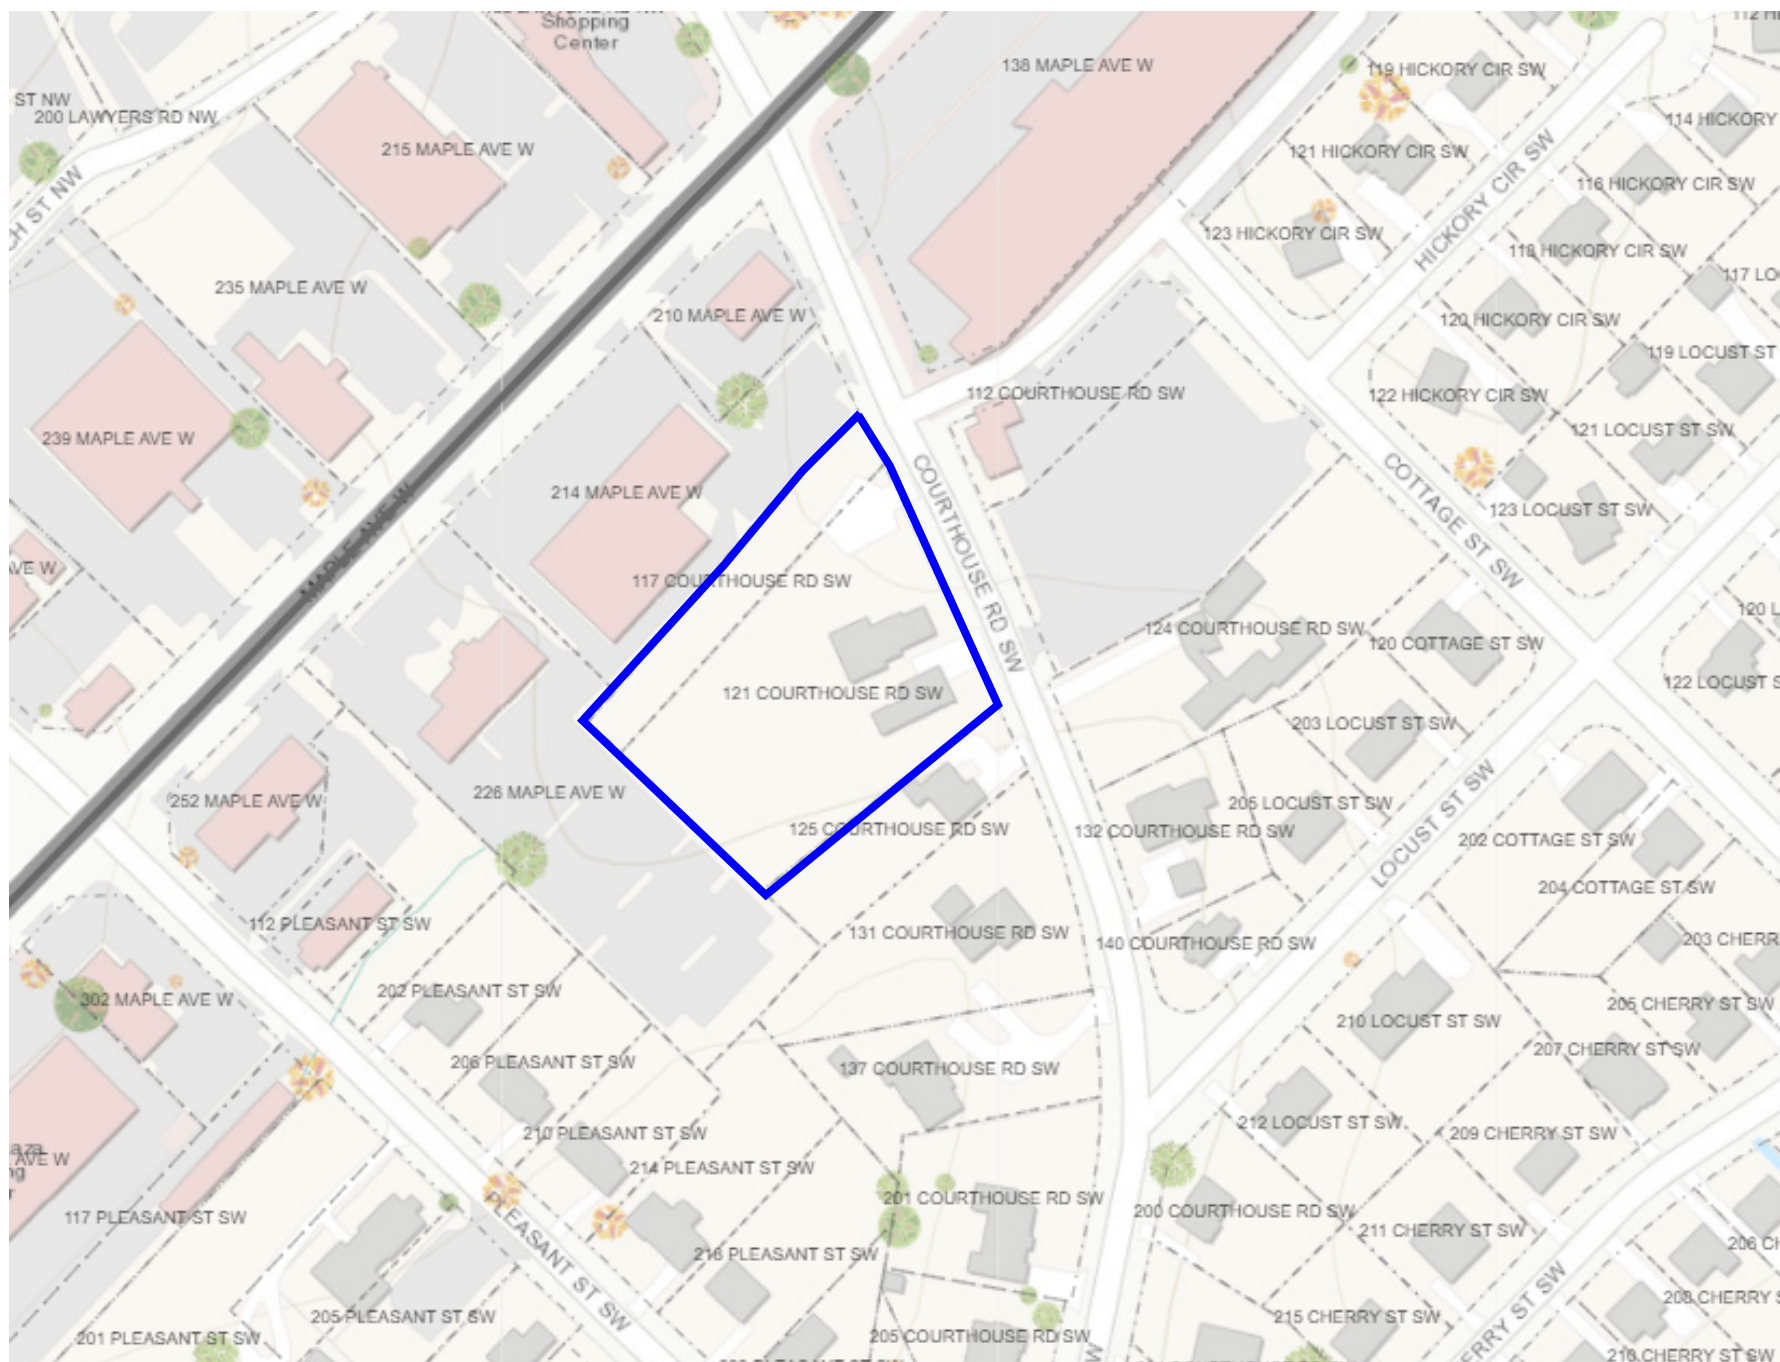 Shopping
Center
138 MAPLE AVE W
119 HICKORY CIR SW
ST NW
200 LAWYERS RD NW
114 HICKORY
215 MAPLE AVE W
121 HICKORY CIR SW
116 HICKORY CIR SW
HICKORY CIR SW
123 HICKORY CIR SW
118 HICKORY CIR SW
235 MAPLE AVE W
210 MAPLE AVE W
120 HICKORY CIR SW
119 LOCUST ST
112 COURTHOUSE RD SW
122 HICKORY CIR SW
239 MAPLE AVE W
121 LOCUST ST SW
214 MAPLE AVE W
COTTAGE ST SW
123 LOCUST ST SW
MAPLE AVE W
COURTHOUSE RD SW
117 COURTHOUSE RD SW
124 COURTHOUSE RD SW
120 COTTAGE ST SW
121 COURTHOUSE RD SW
122 LOCUST S
203 LOCUST ST SW
226 MAPLE AVE W
252 MAPLE AVE W
205 LOCUST ST SW
125 COURTHOUSE RD SW
132 COURTHOUSE RD SW
LOCUST ST SW
202 COTTAGE ST SW
204 COTTAGE ST SW
112 PLEASANT ST SW
131 COURTHOUSE RD SW
140 COURTHOUSE RD SW
203 CHERR
202 PLEASANT ST SW
302 MAPLE AVE W
205 CHERRY ST SW
210 LOCUST ST SW
207 CHERRY ST SW
206 PLEASANT ST SW
137 COURTHOUSE RD SW
212 LOCUST ST SW
210 PLEASANT ST SW
209 CHERRY ST SW
AVE W
214 PLEASANT ST SW
201 COURTHOUSE RD SW
200 COURTHOUSE RD SW
117 PLEASANT ST SW
PLEASANT ST SW
211 CHERRY ST SW
218 PLEASANT ST SW
205 PLEASANT ST SW
215 CHERRY ST SW
208 CHERRY S
201 PLEASANT ST SW
205 COURTHOUSE RD SW
ERRY ST SW
210 CHERRY ST SW